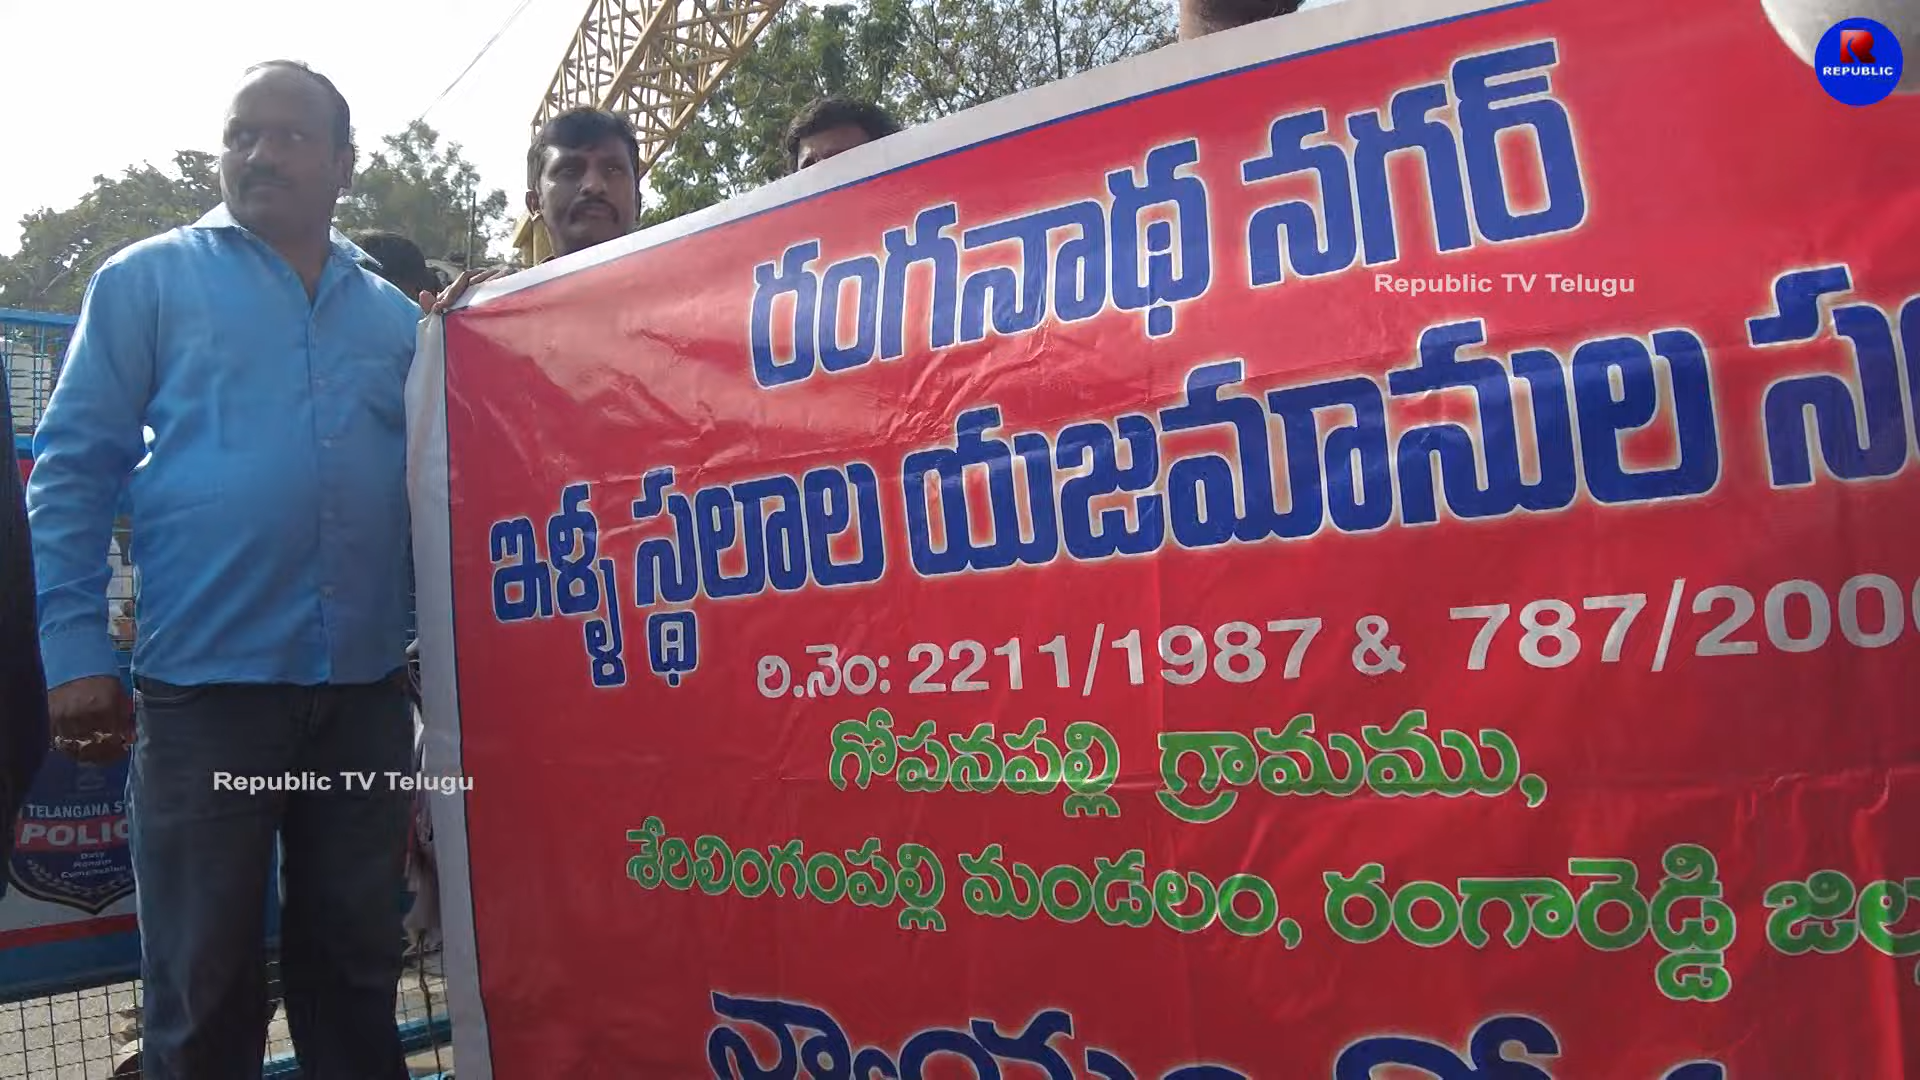 REPUBLIC
రంగనాథ నగర్
Republic TV Telugu
ఇళ్ళ స్థలాల యజమానుల
రి.నెం: 2211/1987 & 787/200
గోపనపల్లి గ్రామము,
Republic TV Telugu
TELANGANA
శేరిలింగంపల్లి మండలం, రంగారెడ్డి
Duty